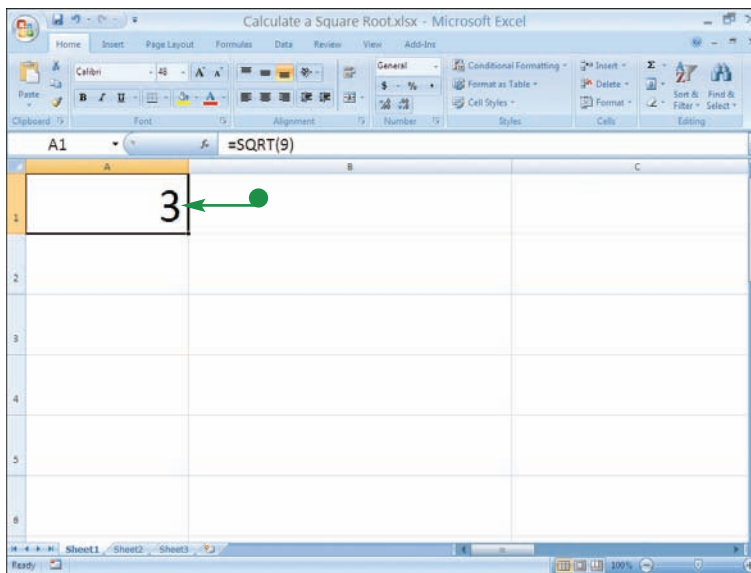 Calculate a Square Root.xlsx - Microsoft Excel
Home Insert Page Layout Formulas Data Review View Add-Ins
Paste
Calibri 48 A A
B I U A
General
$ - % ,
Conditional Formatting
Format as Table
Cell Styles
Insert
Delete
Format
Σ
Sort & Filter
Find & Select
Clipboard Font Alignment Number Styles Cells Editing
A1 fx =SQRT(9)
A B C
1 3
2
3
4
5
6
Sheet1 Sheet2 Sheet3
Ready 100%